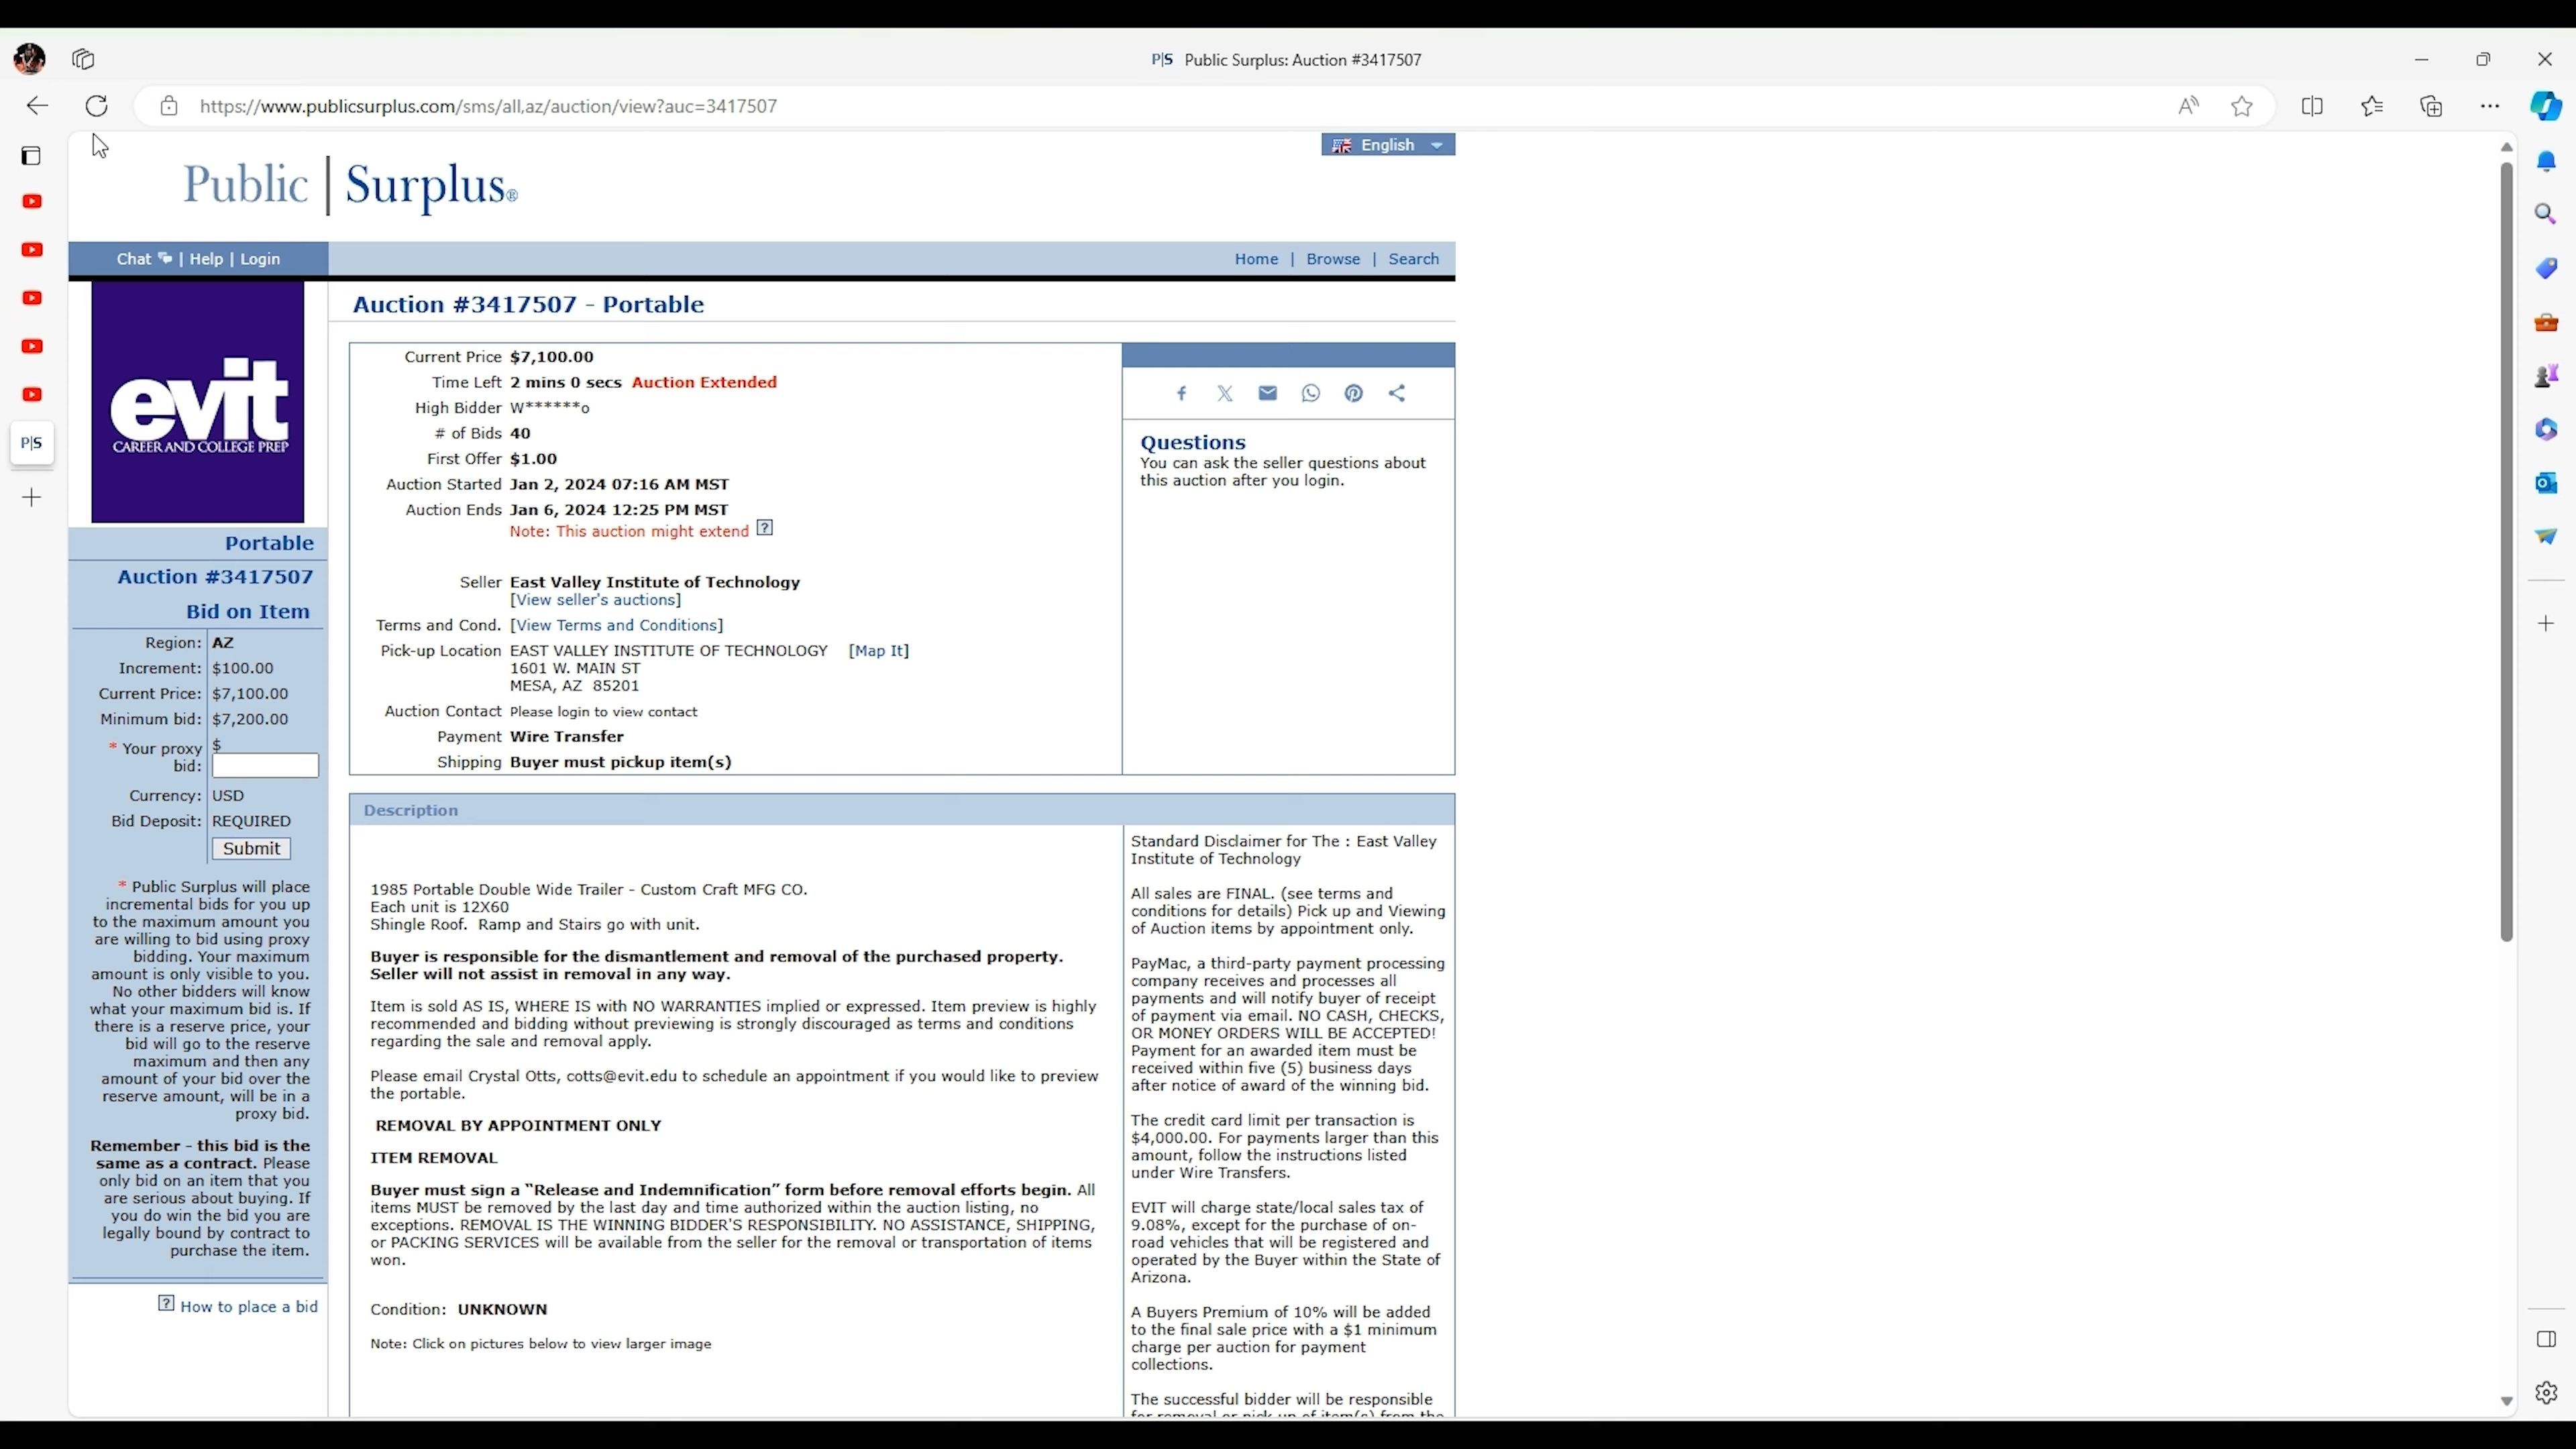 P|S Public Surplus: Auction #3417507
https://www.publicsurplus.com/sms/all,az/auction/view?auc=3417507
English
Public | Surplus®
Chat | Help | Login
Home | Browse | Search
evit
CAREER AND COLLEGE PREP
Portable
Auction #3417507
Bid on Item
Region: AZ
Increment: $100.00
Current Price: $7,100.00
Minimum bid: $7,200.00
* Your proxy bid: $
Currency: USD
Bid Deposit: REQUIRED
Submit
* Public Surplus will place
incremental bids for you up
to the maximum amount you
are willing to bid using proxy
bidding. Your maximum
amount is only visible to you.
No other bidders will know
what your maximum bid is. If
there is a reserve price, your
bid will go to the reserve
maximum and then any
amount of your bid over the
reserve amount, will be in a
proxy bid.
Remember - this bid is the
same as a contract. Please
only bid on an item that you
are serious about buying. If
you do win the bid you are
legally bound by contract to
purchase the item.
? How to place a bid
P|S
Auction #3417507 - Portable
Current Price $7,100.00
Time Left 2 mins 0 secs Auction Extended
High Bidder W******o
# of Bids 40
First Offer $1.00
Auction Started Jan 2, 2024 07:16 AM MST
Auction Ends Jan 6, 2024 12:25 PM MST
Note: This auction might extend ?
Seller East Valley Institute of Technology
[View seller's auctions]
Terms and Cond. [View Terms and Conditions]
Pick-up Location EAST VALLEY INSTITUTE OF TECHNOLOGY [Map It]
1601 W. MAIN ST
MESA, AZ 85201
Auction Contact Please login to view contact
Payment Wire Transfer
Shipping Buyer must pickup item(s)
Questions
You can ask the seller questions about
this auction after you login.
Description
1985 Portable Double Wide Trailer - Custom Craft MFG CO.
Each unit is 12X60
Shingle Roof. Ramp and Stairs go with unit.
Buyer is responsible for the dismantlement and removal of the purchased property.
Seller will not assist in removal in any way.
Item is sold AS IS, WHERE IS with NO WARRANTIES implied or expressed. Item preview is highly
recommended and bidding without previewing is strongly discouraged as terms and conditions
regarding the sale and removal apply.
Please email Crystal Otts, cotts@evit.edu to schedule an appointment if you would like to preview
the portable.
REMOVAL BY APPOINTMENT ONLY
ITEM REMOVAL
Buyer must sign a “Release and Indemnification” form before removal efforts begin. All
items MUST be removed by the last day and time authorized within the auction listing, no
exceptions. REMOVAL IS THE WINNING BIDDER'S RESPONSIBILITY. NO ASSISTANCE, SHIPPING,
or PACKING SERVICES will be available from the seller for the removal or transportation of items
won.
Condition: UNKNOWN
Note: Click on pictures below to view larger image
Standard Disclaimer for The : East Valley
Institute of Technology
All sales are FINAL. (see terms and
conditions for details) Pick up and Viewing
of Auction items by appointment only.
PayMac, a third-party payment processing
company receives and processes all
payments and will notify buyer of receipt
of payment via email. NO CASH, CHECKS,
OR MONEY ORDERS WILL BE ACCEPTED!
Payment for an awarded item must be
received within five (5) business days
after notice of award of the winning bid.
The credit card limit per transaction is
$4,000.00. For payments larger than this
amount, follow the instructions listed
under Wire Transfers.
EVIT will charge state/local sales tax of
9.08%, except for the purchase of on-
road vehicles that will be registered and
operated by the Buyer within the State of
Arizona.
A Buyers Premium of 10% will be added
to the final sale price with a $1 minimum
charge per auction for payment
collections.
The successful bidder will be responsible
for removal or pick up of item(s) from the